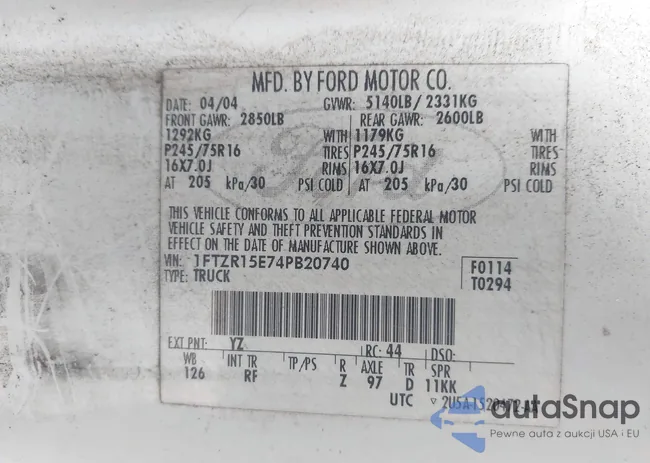 MFD. BY FORD MOTOR CO.
DATE: 04/04 GVWR: 5140LB/ 2331KG
FRONT GAWR: 2850LB REAR GAWR: 2600LB
1292KG WITH 1179KG WITH
P245/75R16 TIRES P245/75R16 TIRES
16X7.0J RIMS 16X7.0J RIMS
AT 205 kPa/30 PSI COLD AT 205 kPa/30 PSI COLD
Ford
THIS VEHICLE CONFORMS TO ALL APPLICABLE FEDERAL MOTOR
VEHICLE SAFETY AND THEFT PREVENTION STANDARDS IN
EFFECT ON THE DATE OF MANUFACTURE SHOWN ABOVE.
VIN: 1FTZR15E74PB20740 F0114
TYPE: TRUCK T0294
EXT PNT: YZ RC: 44 DSO:
WB INT TR TP/PS R AXLE TR SPR
126 RF Z 97 D 11KK
UTC
autaSnap
Pewne auta z aukcji USA i EU